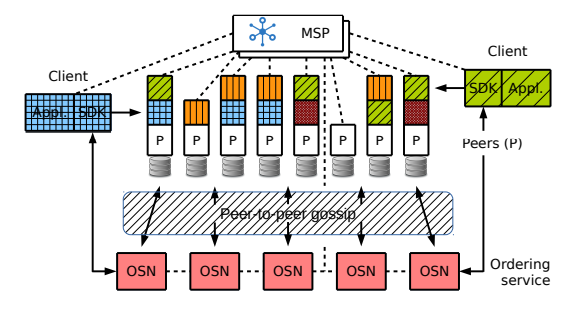 MSP
Client
Client
Appl. SDK
SDK Appl.
Peers (P)
P P P P P P P P
Peer-to-peer gossip
OSN OSN OSN OSN OSN
Ordering
service